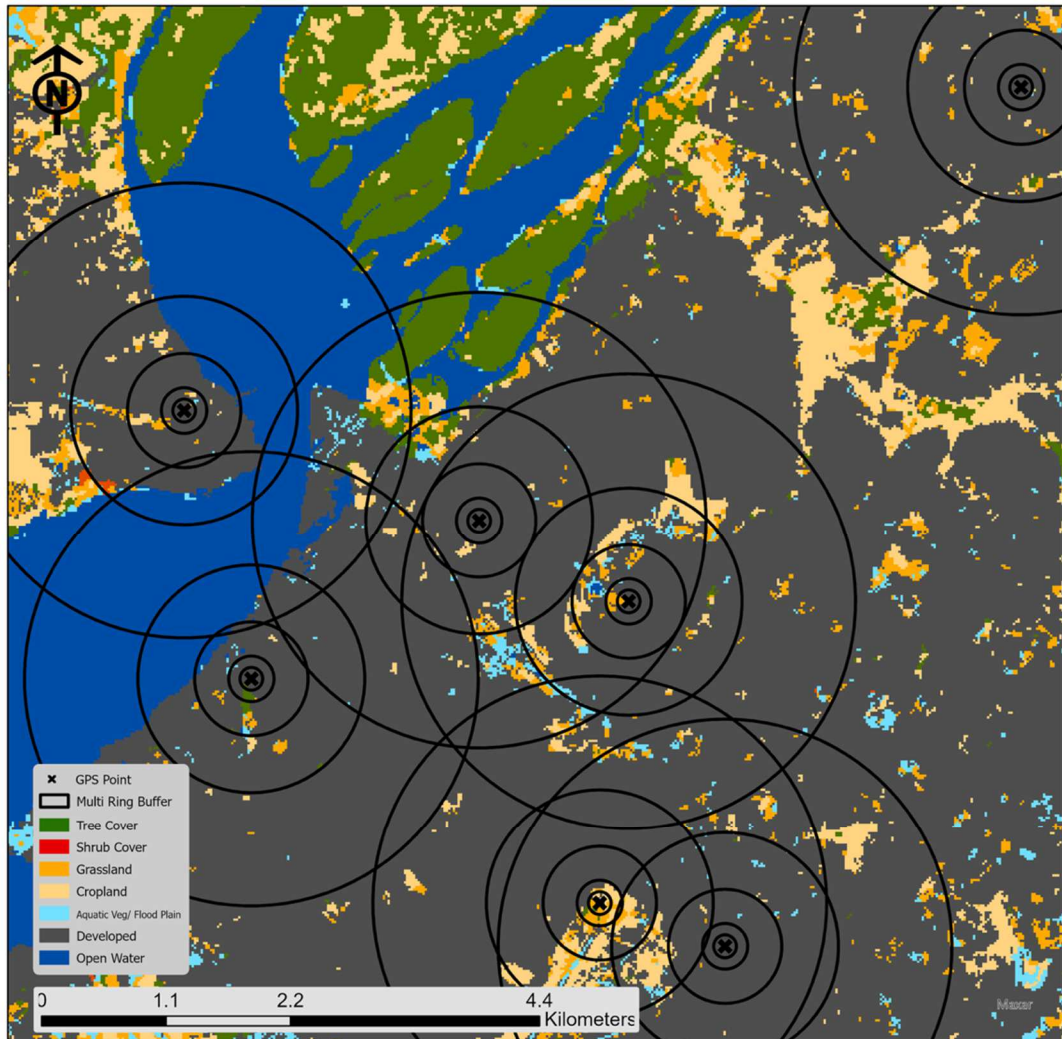 N
GPS Point
Multi Ring Buffer
Tree Cover
Shrub Cover
Grassland
Cropland
Aquatic Veg/ Flood Plain
Developed
Open Water
0 1.1 2.2 4.4
Kilometers
Maxar